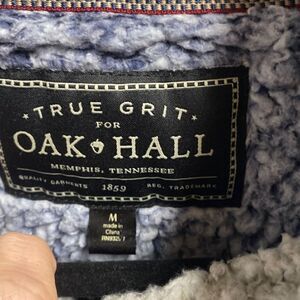 TRUE GRIT
FOR
OAK HALL
MEMPHIS, TENNESSEE
QUALITY GARMENTS 1859 REG. TRADEMARK
M
made in
China